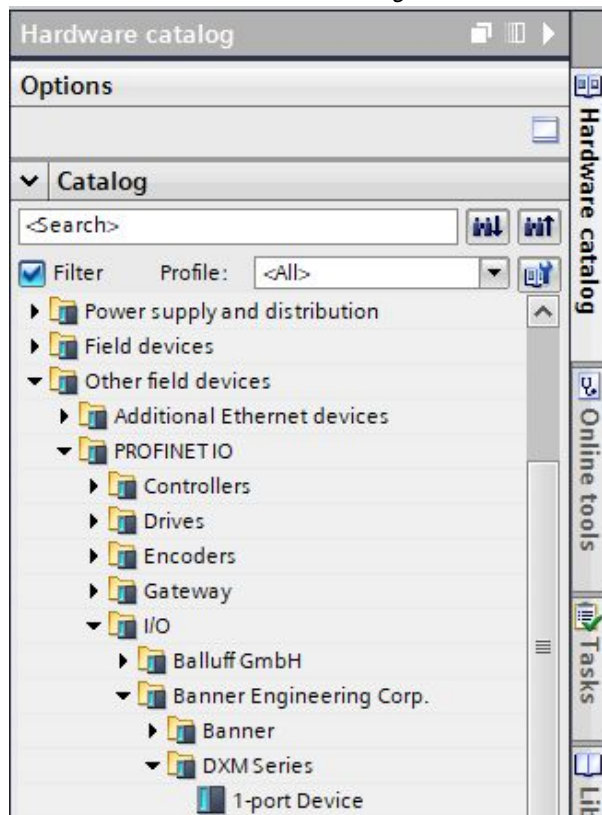 Hardware catalog
Options
Catalog
<Search>
Filter Profile: <All>
Power supply and distribution
Field devices
Other field devices
Additional Ethernet devices
PROFINET IO
Controllers
Drives
Encoders
Gateway
I/O
Balluff GmbH
Banner Engineering Corp.
Banner
DXM Series
1-port Device
Hardware catalog
Online tools
Tasks
Lib